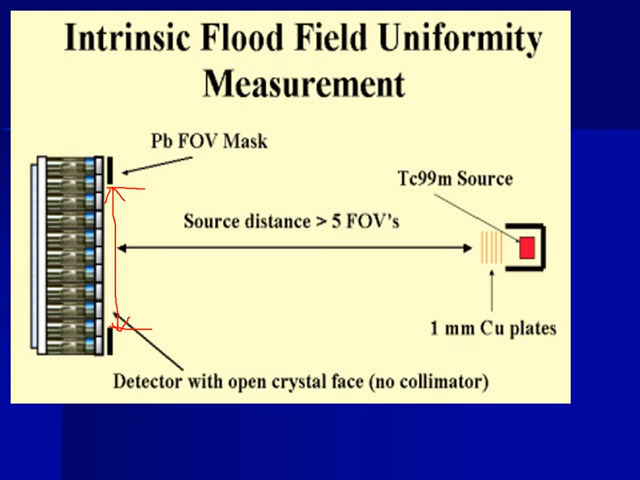 Intrinsic Flood Field Uniformity
Measurement
Pb FOV Mask
Tc99m Source
Source distance > 5 FOV's
1 mm Cu plates
Detector with open crystal face (no collimator)